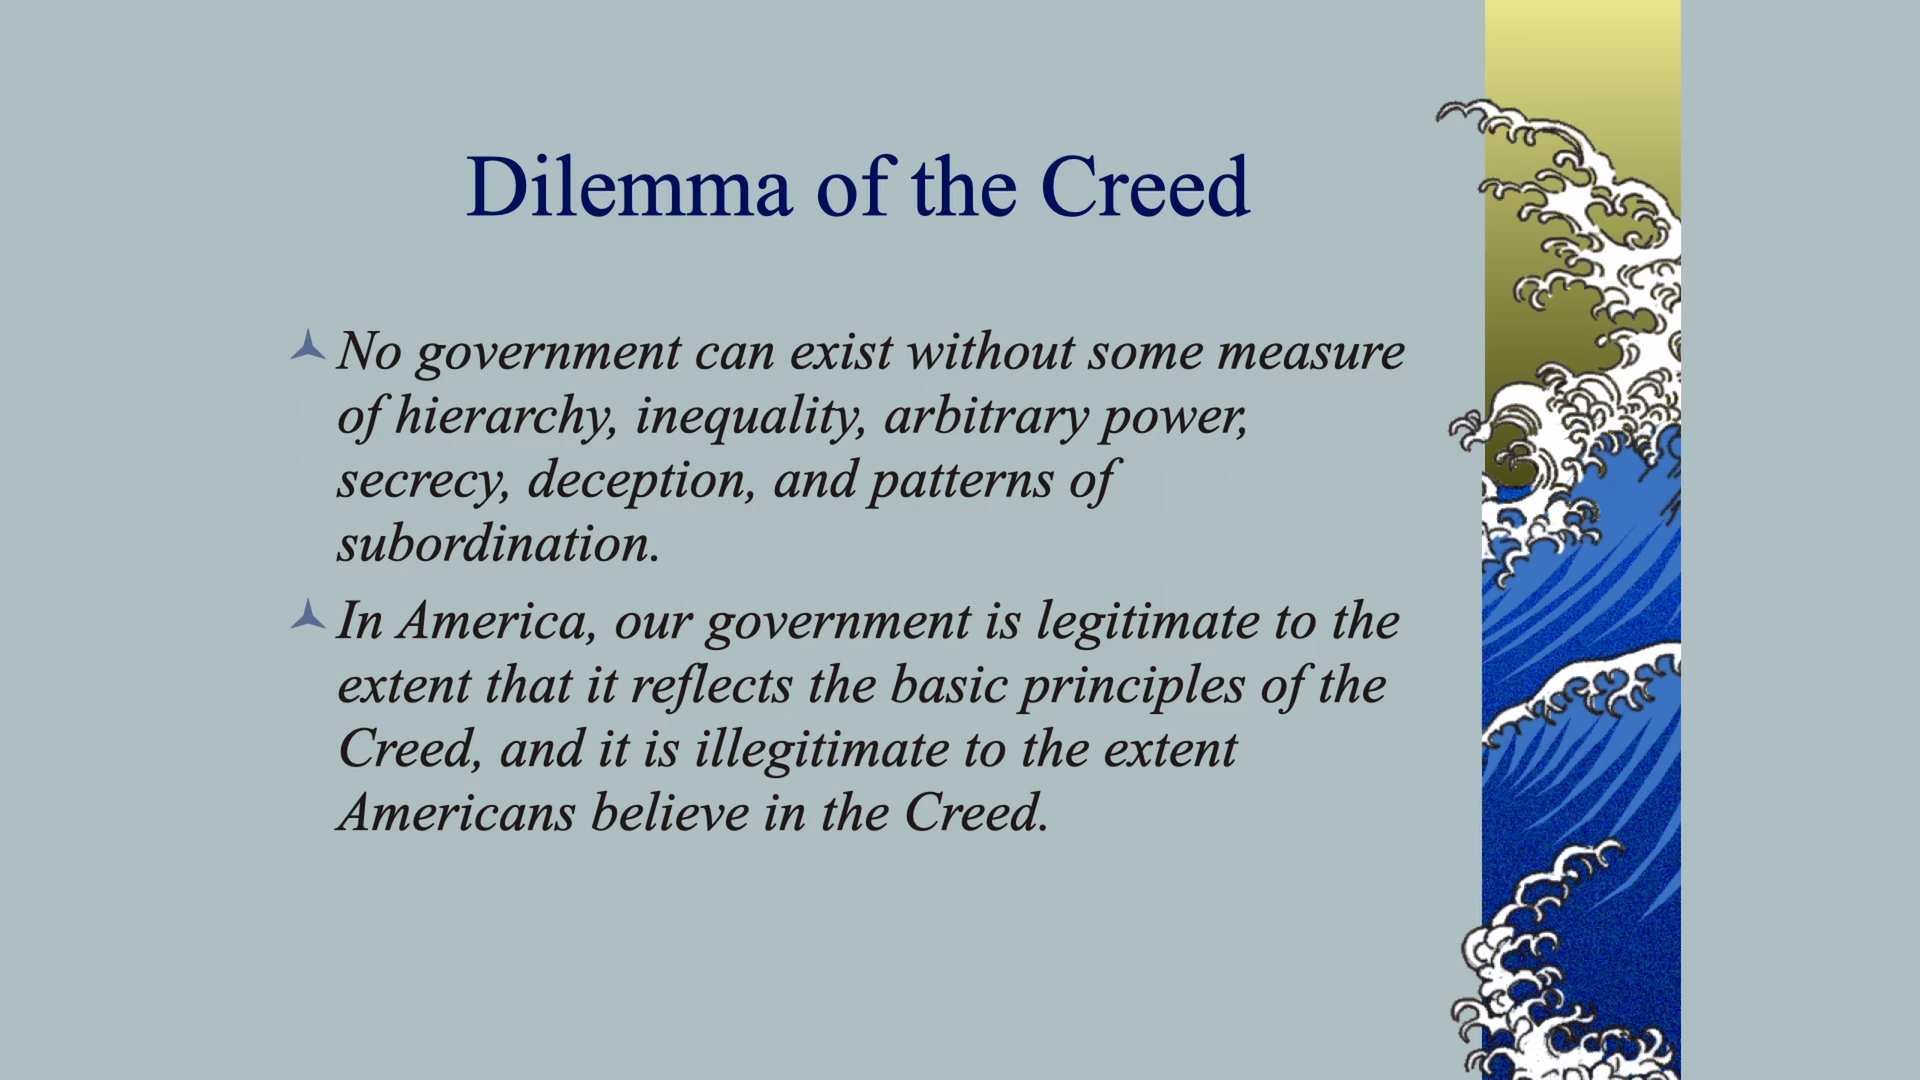 Dilemma of the Creed
No government can exist without some measure
of hierarchy, inequality, arbitrary power,
secrecy, deception, and patterns of
subordination.
In America, our government is legitimate to the
extent that it reflects the basic principles of the
Creed, and it is illegitimate to the extent
Americans believe in the Creed.